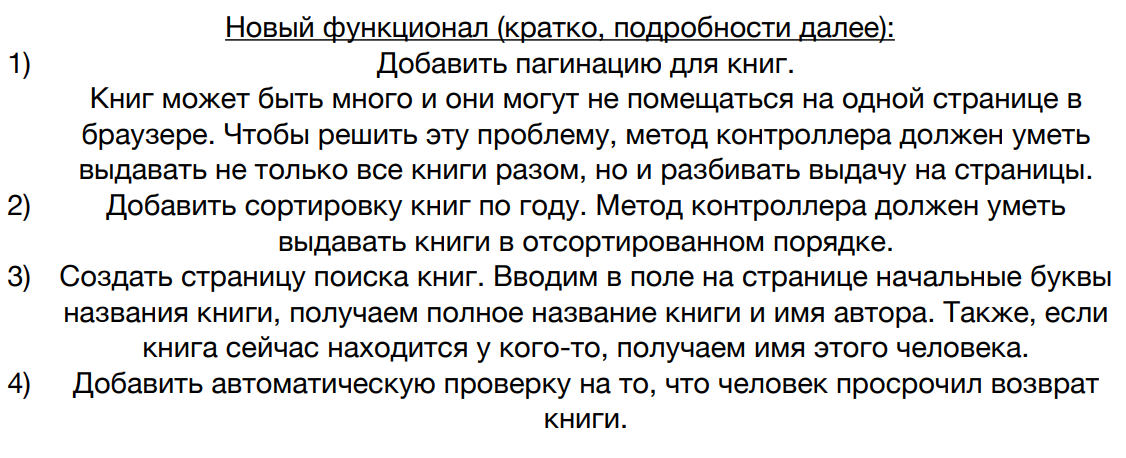 Новый функционал (кратко, подробности далее):
1) Добавить пагинацию для книг.
Книг может быть много и они могут не помещаться на одной странице в
браузере. Чтобы решить эту проблему, метод контроллера должен уметь
выдавать не только все книги разом, но и разбивать выдачу на страницы.
2) Добавить сортировку книг по году. Метод контроллера должен уметь
выдавать книги в отсортированном порядке.
3) Создать страницу поиска книг. Вводим в поле на странице начальные буквы
названия книги, получаем полное название книги и имя автора. Также, если
книга сейчас находится у кого-то, получаем имя этого человека.
4) Добавить автоматическую проверку на то, что человек просрочил возврат
книги.